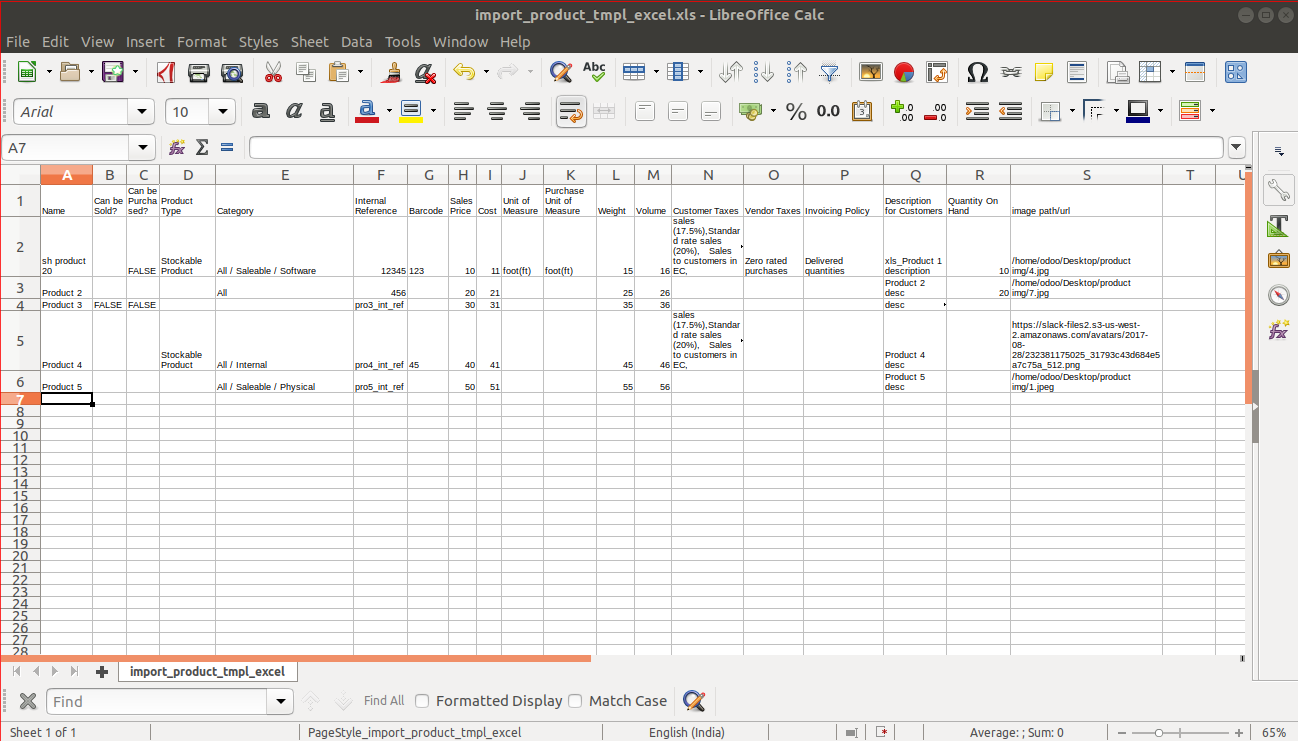 import_product_tmpl_excel.xls - LibreOffice Calc
File Edit View Insert Format Styles Sheet Data Tools Window Help
Abc
Arial 10
a a a a % 0.0
A7
A B C D E F G H I J K L M N O P Q R S T U
1 Name Can be Sold? Can be Purcha sed? Product Type Category Internal Reference Barcode Sales Price Cost Unit of Measure Purchase Unit of Measure Weight Volume Customer Taxes Vendor Taxes Invoicing Policy Description for Customers Quantity On Hand image path/url
2 sh product 20 FALSE Stockable Product All / Saleable / Software 12345 123 10 11 foot(ft) foot(ft) 15 16 sales (17.5%),Standar d rate sales (20%), Sales to customers in EC, Zero rated purchases Delivered quantities xls_Product 1 description 10 /home/odoo/Desktop/product img/4.jpg
3 Product 2 All 456 20 21 25 26 Product 2 desc 20 /home/odoo/Desktop/product img/7.jpg
4 Product 3 FALSE FALSE pro3_int_ref 30 31 35 36 desc
5 Product 4 Stockable Product All / Internal pro4_int_ref 45 40 41 45 46 sales (17.5%),Standar d rate sales (20%), Sales to customers in EC, Product 4 desc https://slack-files2.s3-us-west-2.amazonaws.com/avatars/2017-08-28/232381175025_31793c43d684e5a7c75a_512.png
6 Product 5 All / Saleable / Physical pro5_int_ref 50 51 55 56 Product 5 desc /home/odoo/Desktop/product img/1.jpeg
7
8
9
10
11
12
13
14
15
16
17
18
19
20
21
22
23
24
25
26
27
28
import_product_tmpl_excel
Find Find All Formatted Display Match Case
Sheet 1 of 1 PageStyle_import_product_tmpl_excel English (India) Average: ; Sum: 0 65%